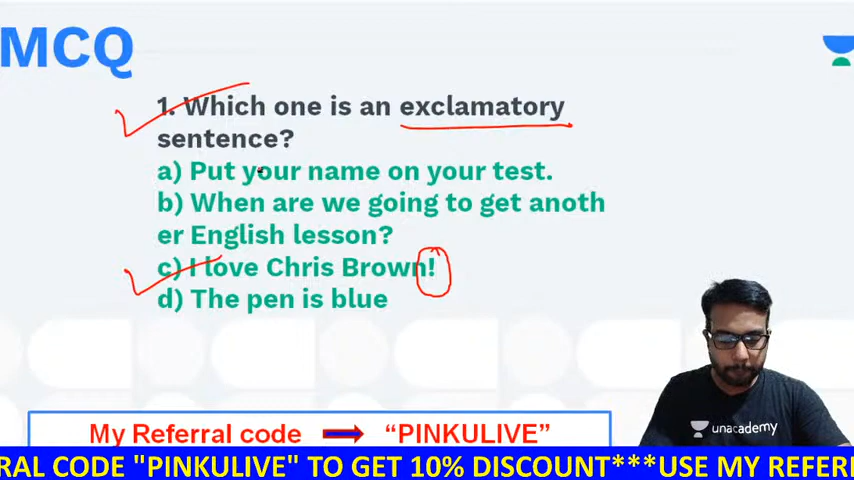 MCQ
1. Which one is an exclamatory
sentence?
a) Put your name on your test.
b) When are we going to get anoth
er English lesson?
c) I love Chris Brown!
d) The pen is blue
unacademy
My Referral code “PINKULIVE”
RAL CODE "PINKULIVE" TO GET 10% DISCOUNT***USE MY REFER